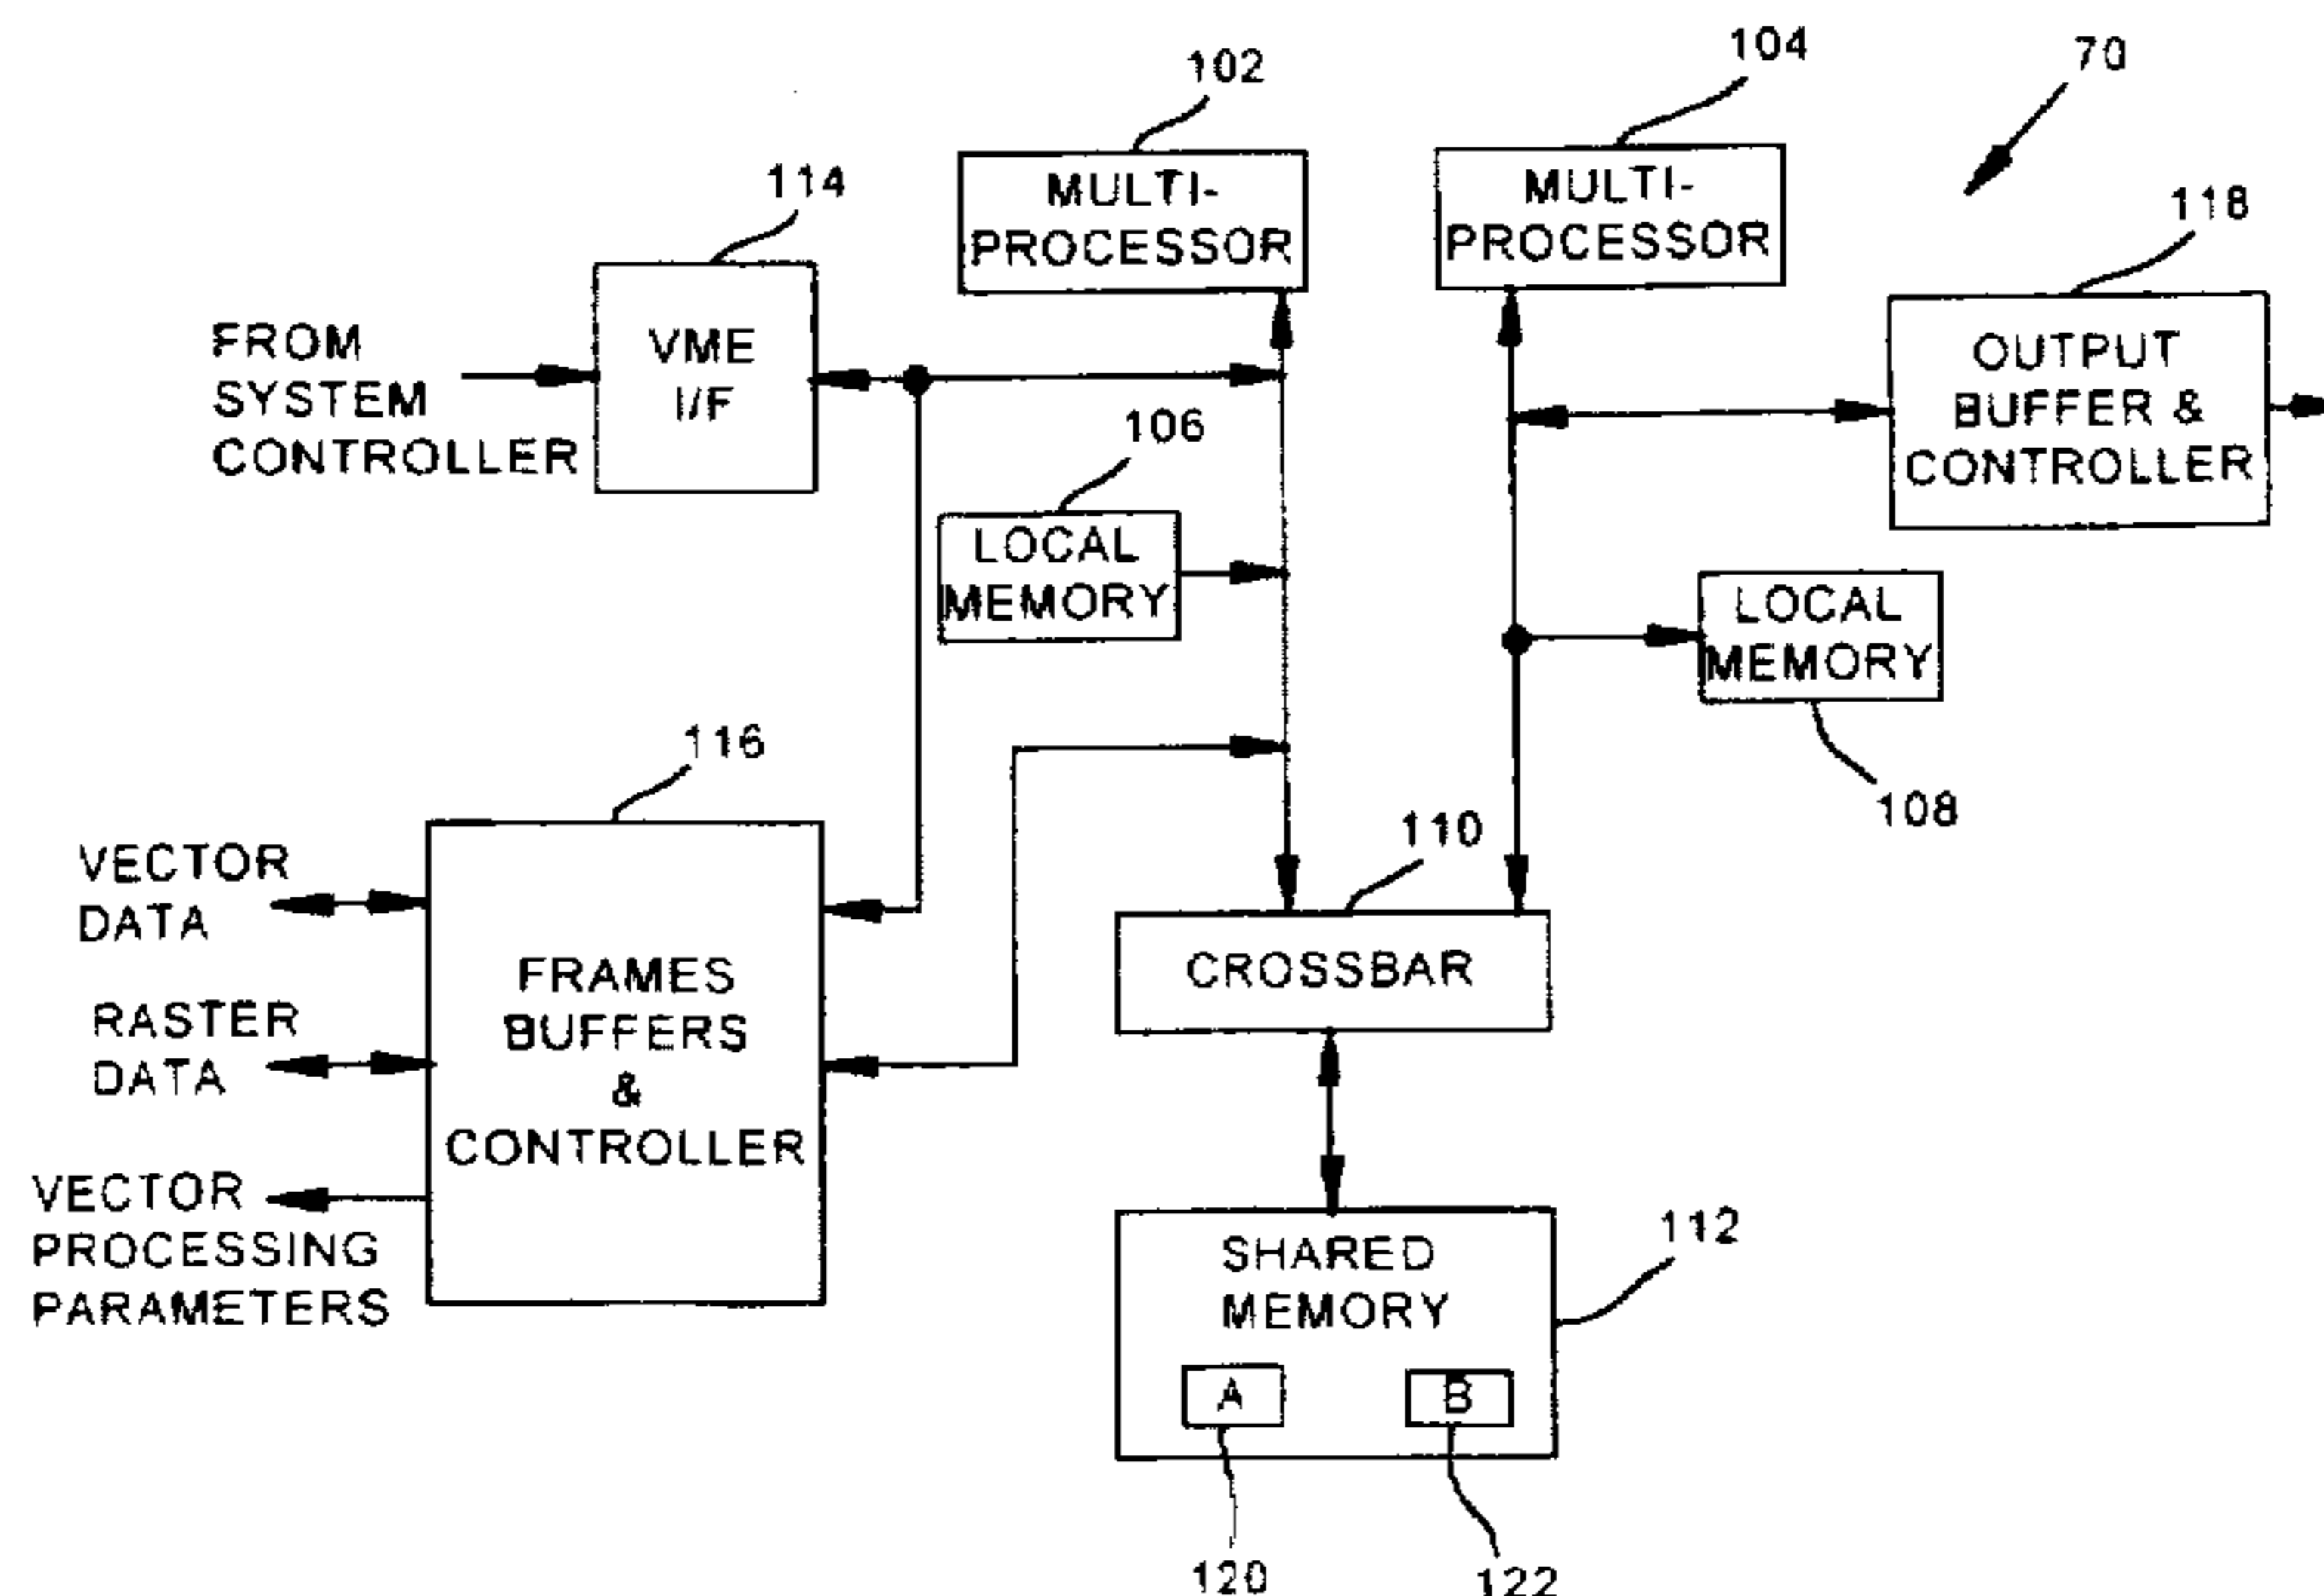 102
104
70
114
118
MULTI-
PROCESSOR
MULTI-
PROCESSOR
FROM
SYSTEM
CONTROLLER
VME
I/F
OUTPUT
BUFFER &
CONTROLLER
106
LOCAL
MEMORY
LOCAL
MEMORY
108
116
110
VECTOR
DATA
RASTER
DATA
VECTOR
PROCESSING
PARAMETERS
FRAMES
BUFFERS
&
CONTROLLER
CROSSBAR
SHARED
MEMORY
112
A
B
120
122